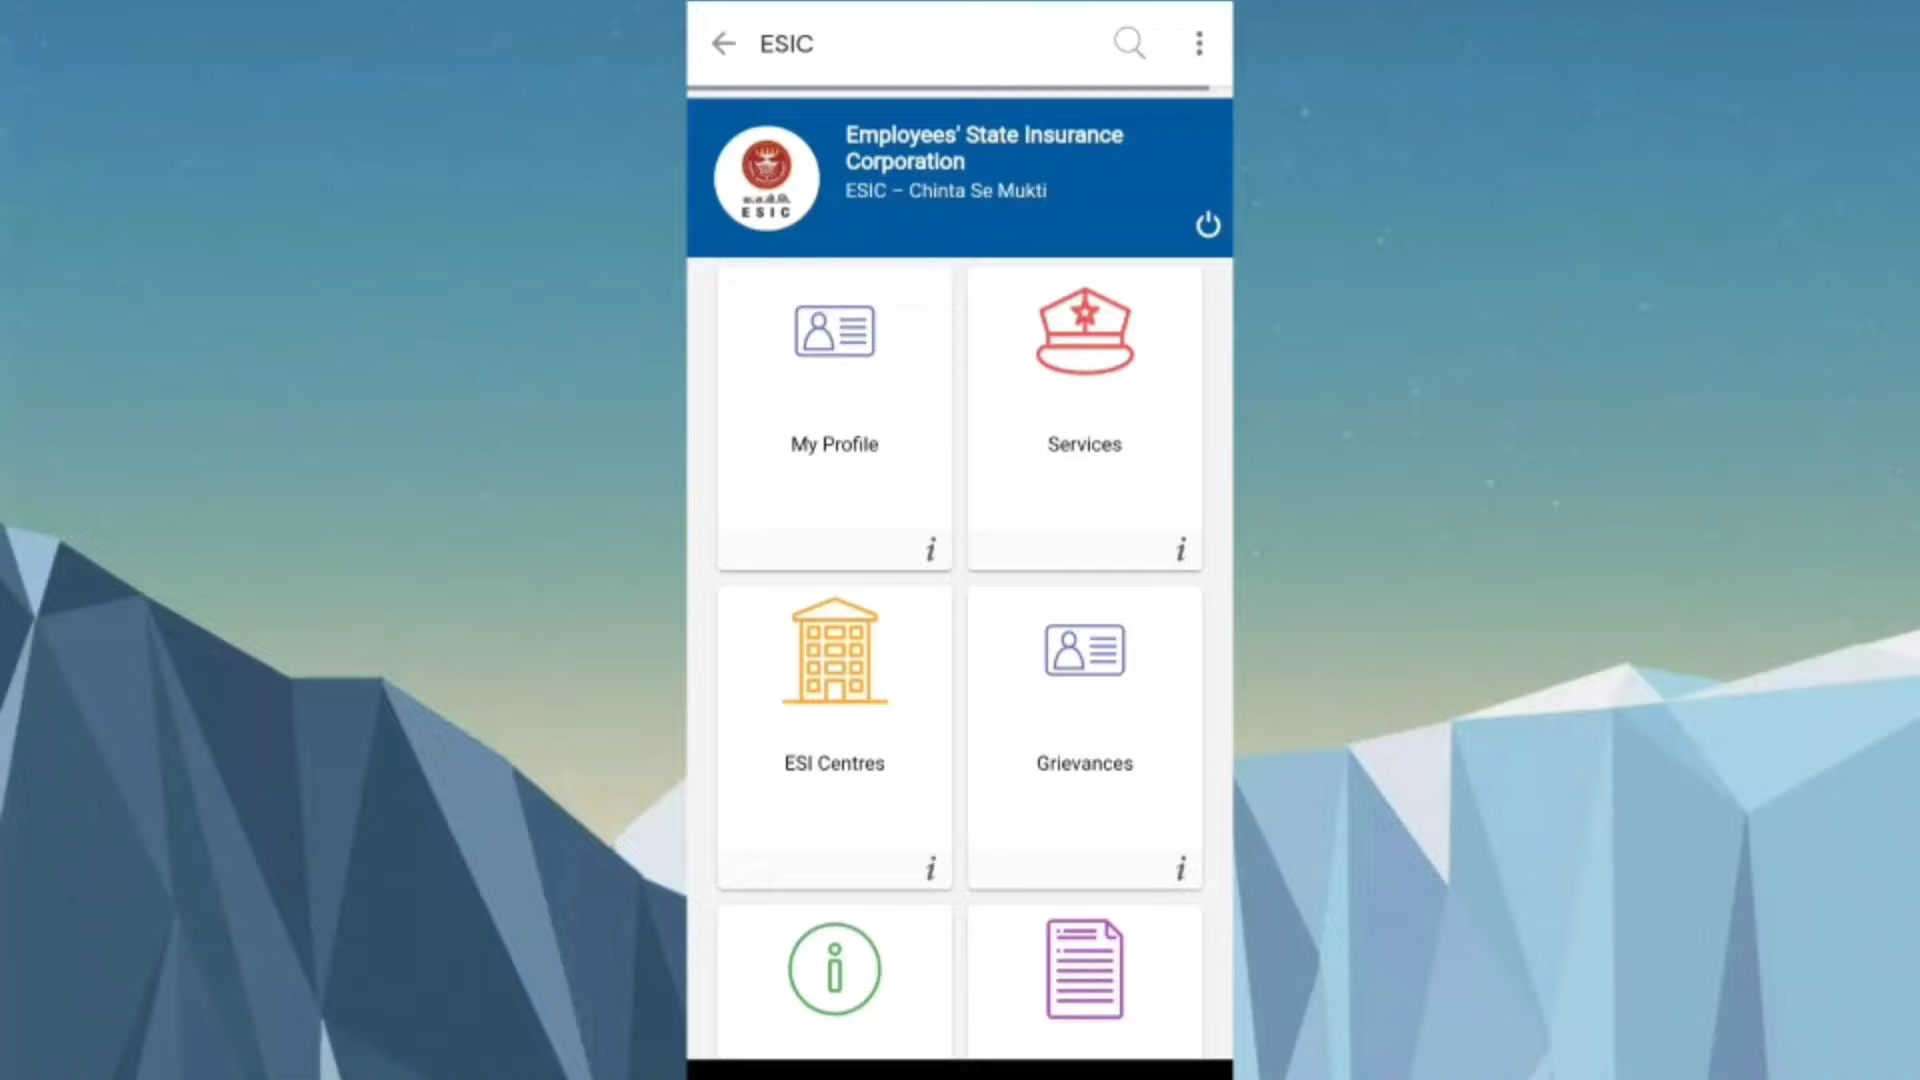 ESIC
Employees' State Insurance
Corporation
ESIC – Chinta Se Mukti
ESIC
My Profile
Services
i
i
ESI Centres
Grievances
i
i